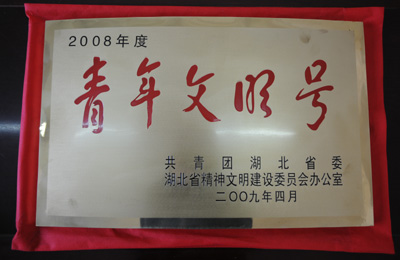 2008年度
青年文明号
共青团湖北省委
湖北省精神文明建设委员会办公室
二〇〇九年四月